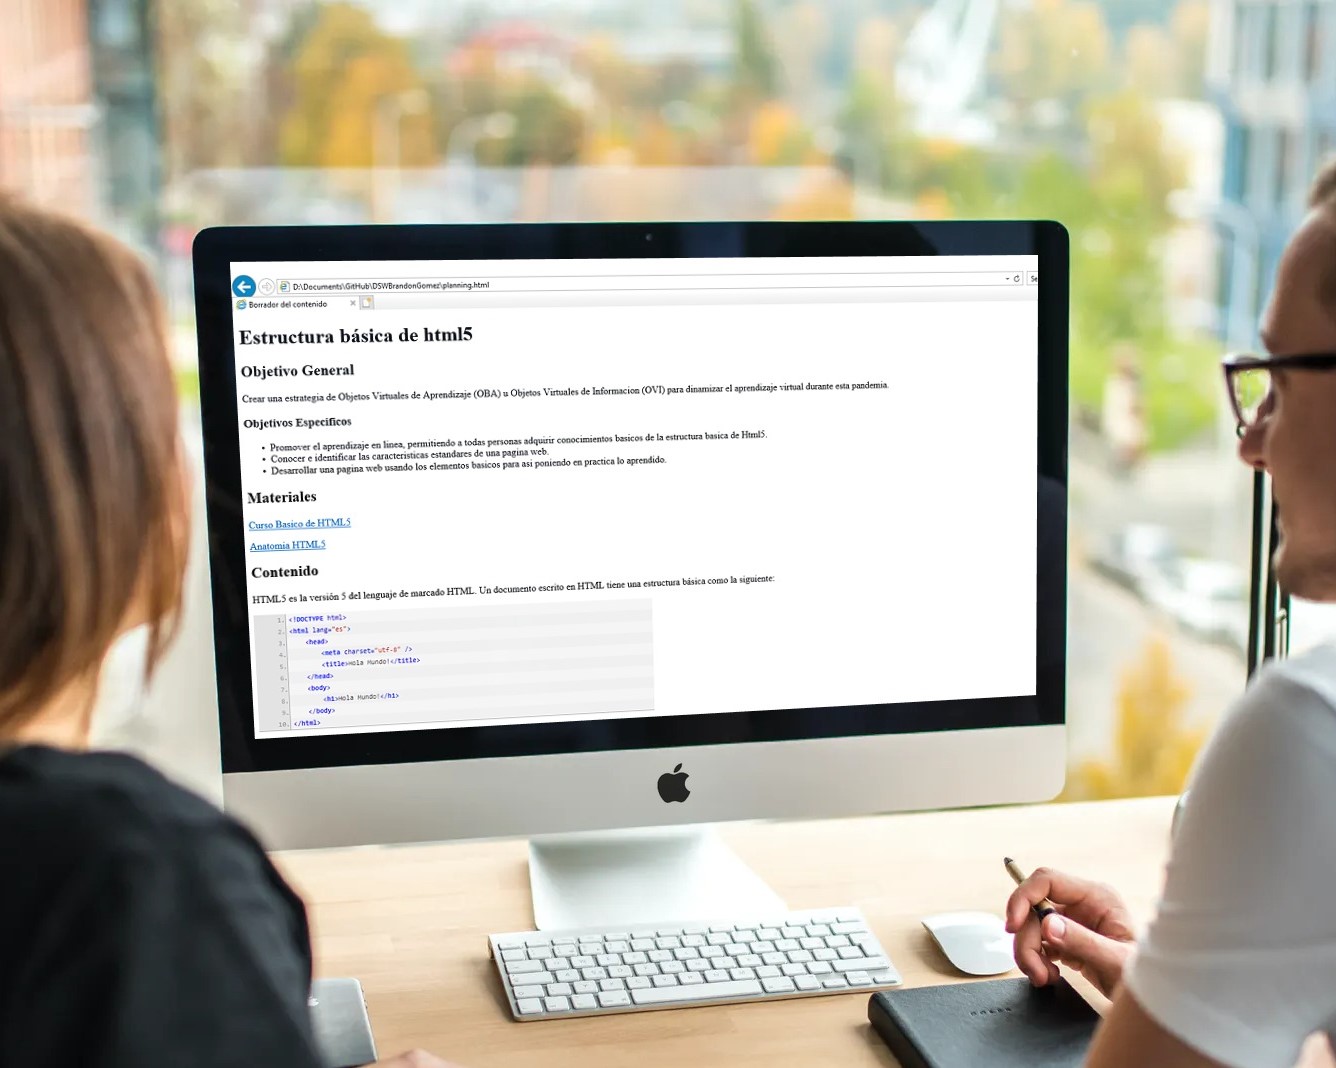 D:\Documents\GitHub\DSWBrandonGomez\planning.html
Se
Borrador del contenido
Estructura básica de html5
Objetivo General
Crear una estrategia de Objetos Virtuales de Aprendizaje (OBA) u Objetos Virtuales de Informacion (OVI) para dinamizar el aprendizaje virtual durante esta pandemia.
Objetivos Especificos
• Promover el aprendizaje en linea, permitiendo a todas personas adquirir conocimientos basicos de la estructura basica de Html5.
• Conocer e identificar las caracteristicas estandares de una pagina web.
• Desarrollar una pagina web usando los elementos basicos para asi poniendo en practica lo aprendido.
Materiales
Curso Basico de HTML5
Anatomia HTML5
Contenido
HTML5 es la versión 5 del lenguaje de marcado HTML. Un documento escrito en HTML tiene una estructura básica como la siguiente:
1. <!DOCTYPE html>
2. <html lang="es">
3. <head>
4. <meta charset="utf-8" />
5. <title>Hola Mundo!</title>
6. </head>
7. <body>
8. <h1>Hola Mundo!</h1>
9. </body>
10. </html>